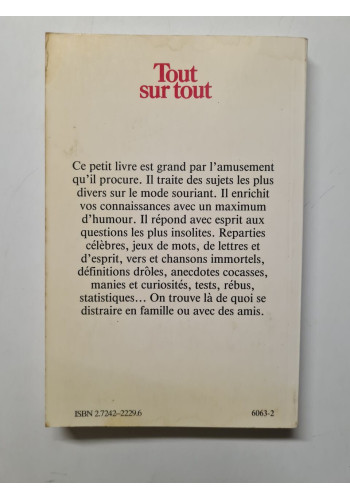 Tout
sur tout
Ce petit livre est grand par l'amusement
qu'il procure. Il traite des sujets les plus
divers sur le mode souriant. Il enrichit
vos connaissances avec un maximum
d'humour. Il répond avec esprit aux
questions les plus insolites. Reparties
célèbres, jeux de mots, de lettres et
d'esprit, vers et chansons immortels,
définitions drôles, anecdotes cocasses,
manies et curiosités, tests, rébus,
statistiques... On trouve là de quoi se
distraire en famille ou avec des amis.
ISBN 2.7242-2229.6 6063-2